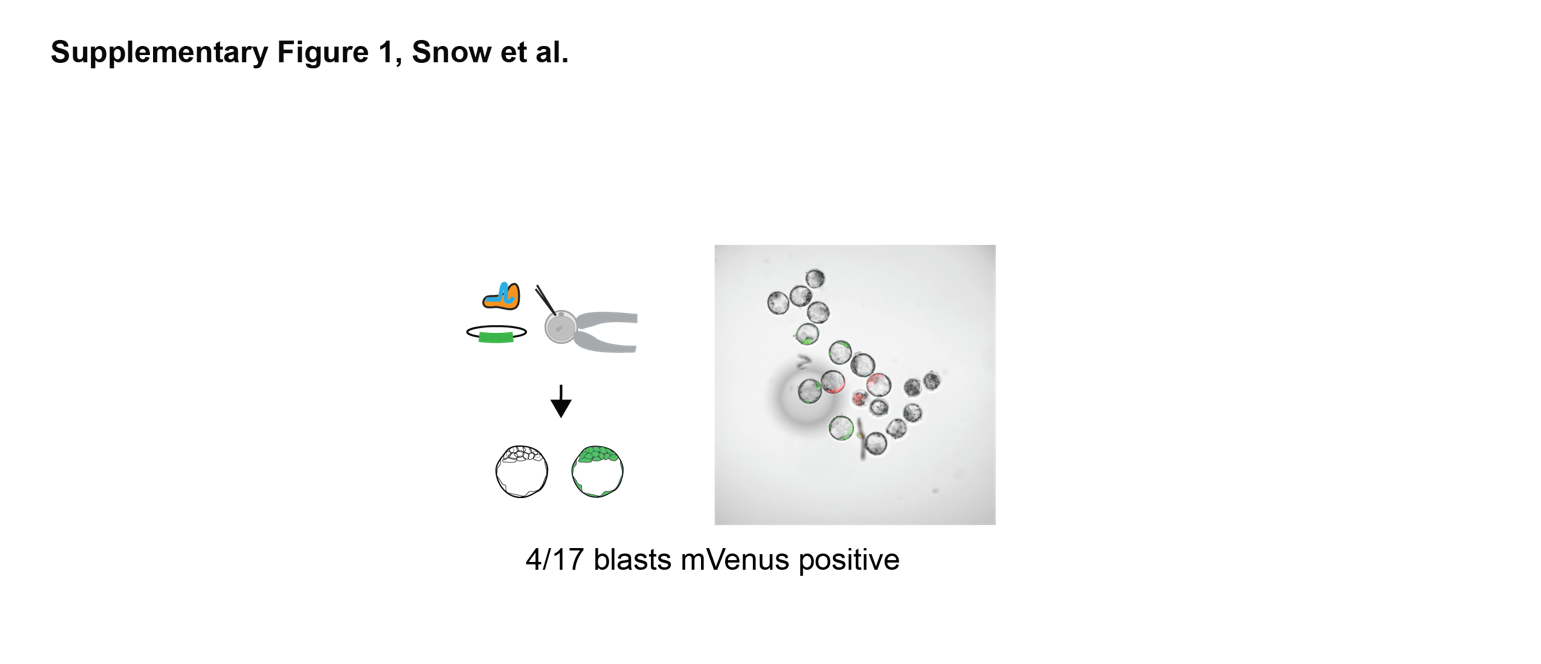 Supplementary Figure 1, Snow et al.
4/17 blasts mVenus positive